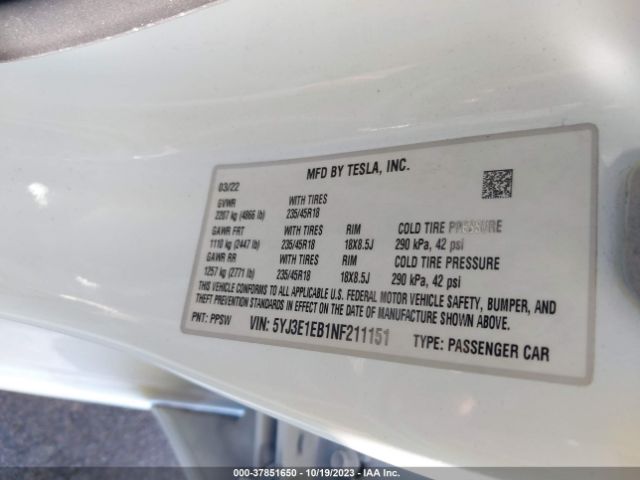 MFD BY TESLA, INC.
03/22
GVWR WITH TIRES
2207 kg (4866 lb) 235/45R18
GAWR FRT WITH TIRES RIM COLD TIRE PRESSURE
1110 kg (2447 lb) 235/45R18 18X8.5J 290 kPa, 42 psi
GAWR RR WITH TIRES RIM COLD TIRE PRESSURE
1257 kg (2771 lb) 235/45R18 18X8.5J 290 kPa, 42 psi
THIS VEHICLE CONFORMS TO ALL APPLICABLE U.S. FEDERAL MOTOR VEHICLE SAFETY, BUMPER, AND
THEFT PREVENTION STANDARDS IN EFFECT ON THE DATE OF MANUFACTURE SHOWN ABOVE.
PNT: PPSW VIN: 5YJ3E1EB1NF211151 TYPE: PASSENGER CAR
000-37851650 - 10/19/2023 - IAA Inc.